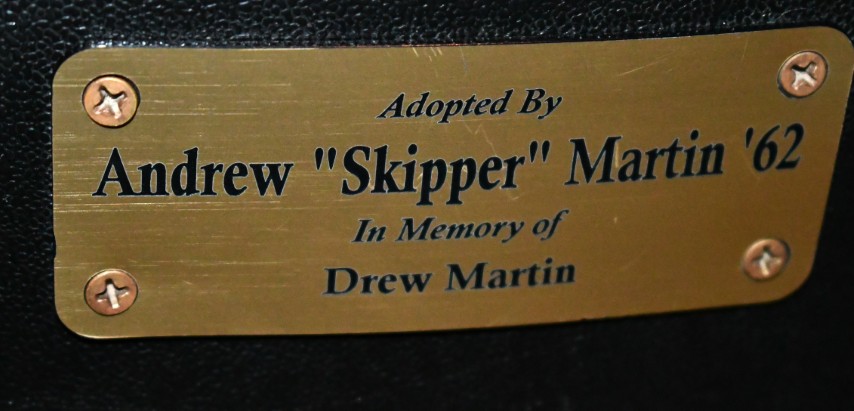 Adopted By
Andrew "Skipper" Martin '62
In Memory of
Drew Martin